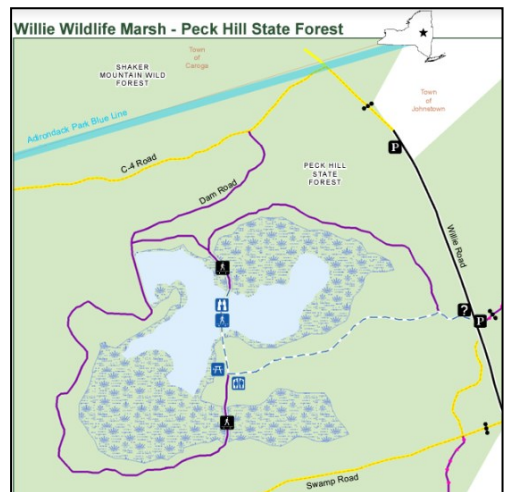 Willie Wildlife Marsh - Peck Hill State Forest
Town
of
Caroga
SHAKER
MOUNTAIN WILD
FOREST
Town
of
Johnstown
Adirondack Park Blue Line
C-4 Road
P
PECK HILL
STATE
FOREST
Dam Road
Willie Road
?
P
Swamp Road